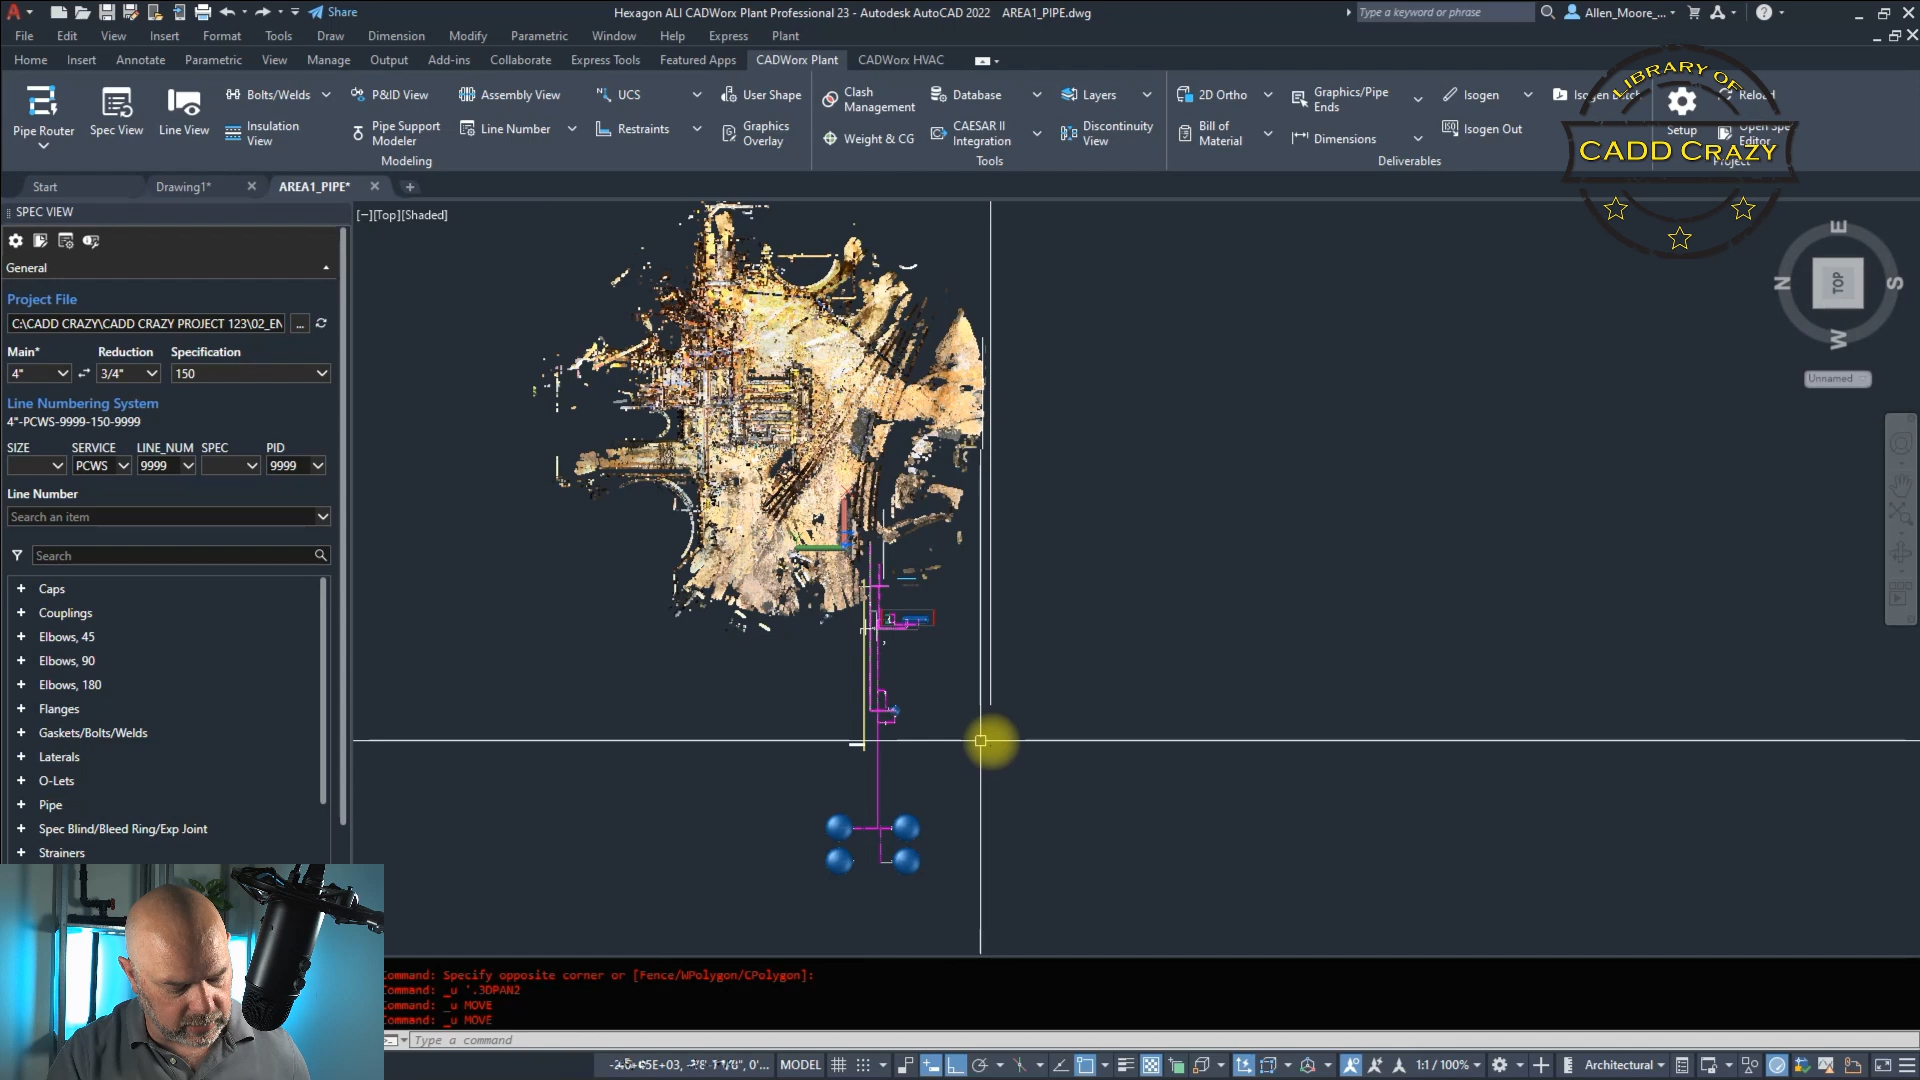 Share
Hexagon ALI CADWorx Plant Professional 23 - Autodesk AutoCAD 2022 AREA1_PIPE.dwg
Type a keyword or phrase
Allen_Moore_...
File Edit View Insert Format Tools Draw Dimension Modify Parametric Window Help Express Plant
Home Insert Annotate Parametric View Manage Output Add-ins Collaborate Express Tools Featured Apps CADWorx Plant CADWorx HVAC
Pipe Router
Spec View
Line View
Bolts/Welds
Insulation
View
P&ID View
Pipe Support
Modeler
Assembly View
Line Number
UCS
Restraints
User Shape
Graphics
Overlay
Modeling
Clash
Management
Weight & CG
Database
CAESAR II
Integration
Layers
Discontinuity
View
Tools
2D Ortho
Bill of
Material
Graphics/Pipe
Ends
Dimensions
Isogen
Isogen Out
Deliverables
Setup
Reload
Editor
LIBRARY OF
CADD CRAZY
Start
Drawing1*
AREA1_PIPE*
SPEC VIEW
[−][Top][Shaded]
General
Project File
C:\CADD CRAZY\CADD CRAZY PROJECT 123\02_EN
...
Main* Reduction Specification
4" 3/4" 150
Line Numbering System
4"-PCWS-9999-150-9999
SIZE SERVICE LINE_NUM SPEC PID
PCWS 9999 9999
Line Number
Search an item
Search
Caps
Couplings
Elbows, 45
Elbows, 90
Elbows, 180
Flanges
Gaskets/Bolts/Welds
Laterals
O-Lets
Pipe
Spec Blind/Bleed Ring/Exp Joint
Strainers
E
N TOP S
W
Unnamed
Command: Specify opposite corner or [Fence/WPolygon/CPolygon]:
Command: _u '.3DPAN2
Command: _u MOVE
Command: _u MOVE
Type a command
MODEL
1:1 / 100%
Architectural